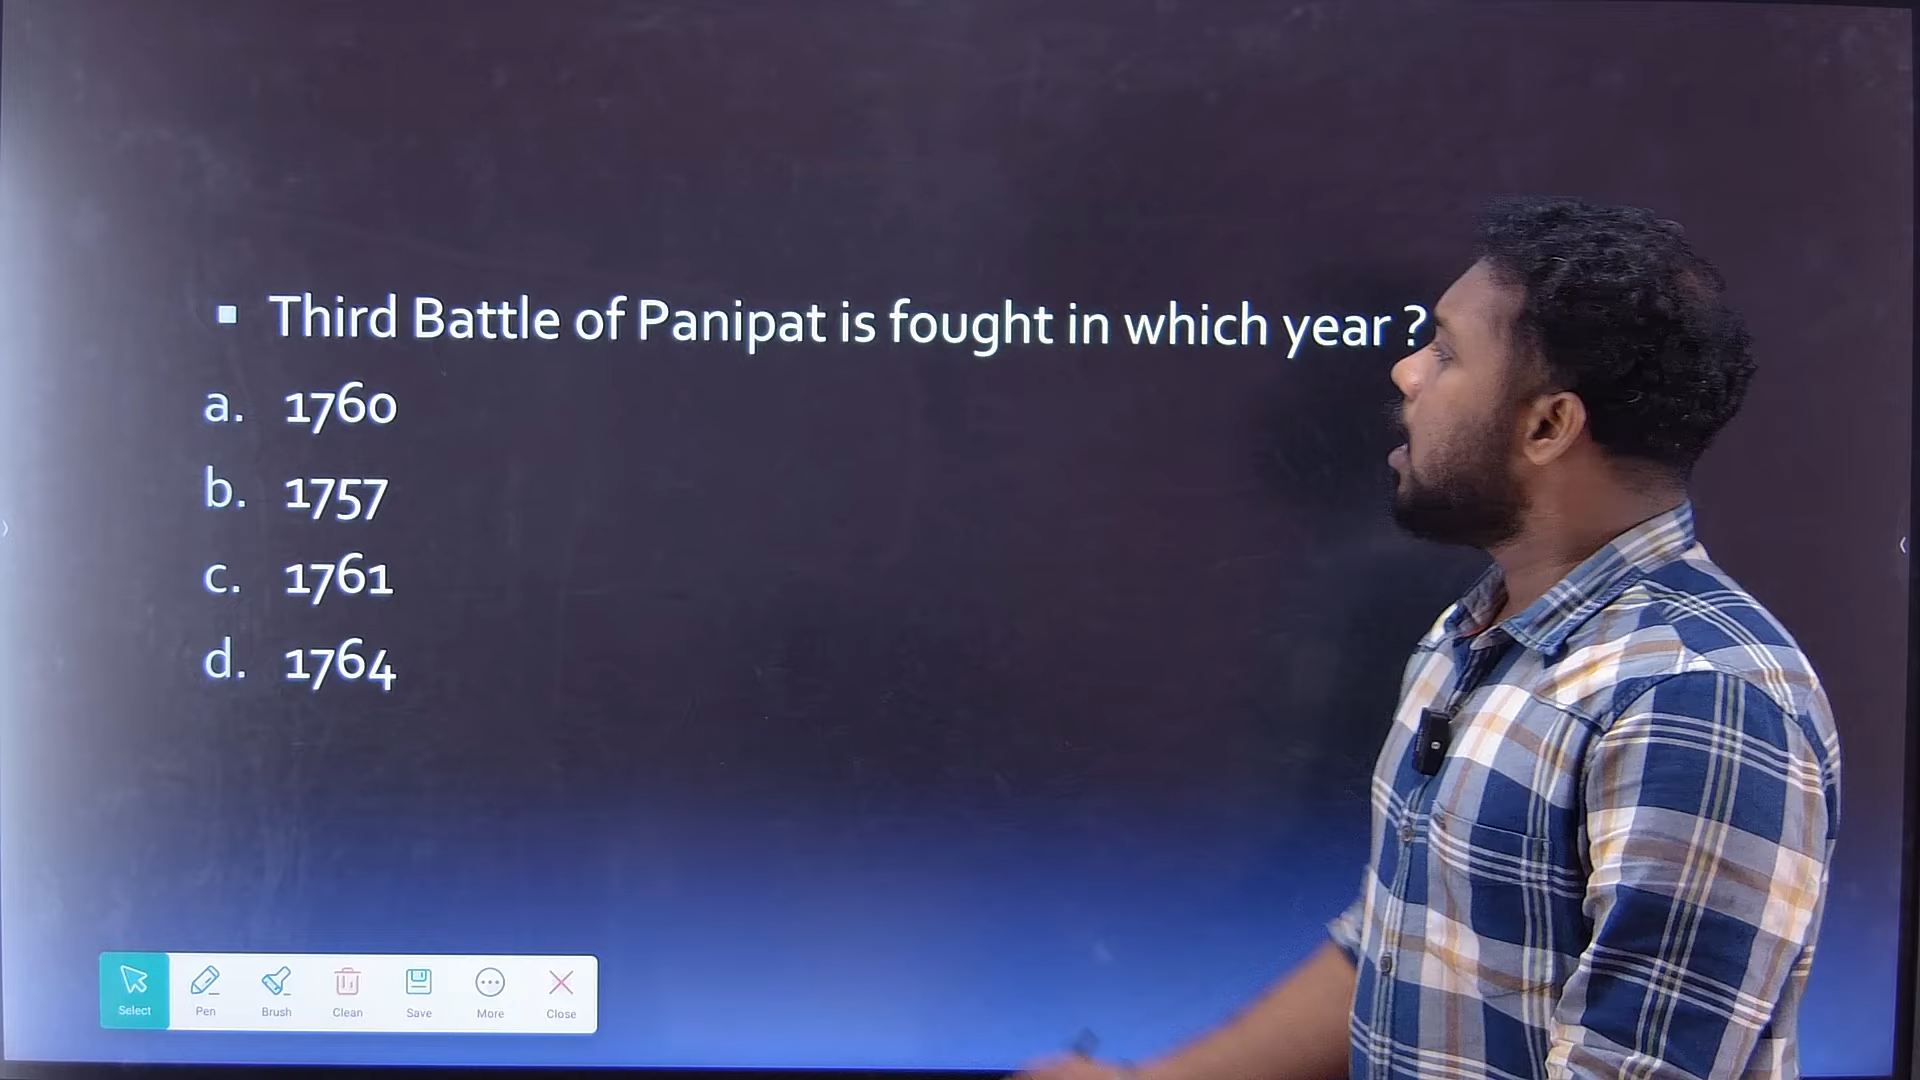 ▪ Third Battle of Panipat is fought in which year ?
a. 1760
b. 1757
c. 1761
d. 1764
Select Pen Brush Clean Save More Close